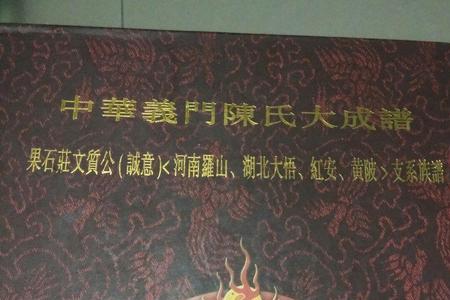 中華義門陳氏大成譜
果石莊文質公(誠意)<河南羅山、湖北大悟、紅安、黄陂>支系族譜